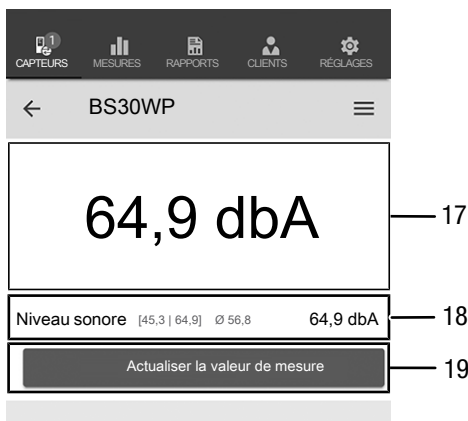 1
CAPTEURS MESURES RAPPORTS CLIENTS RÉGLAGES
← BS30WP
64,9 dbA
17
Niveau sonore [45,3 | 64,9] Ø 56,8 64,9 dbA
18
Actualiser la valeur de mesure
19